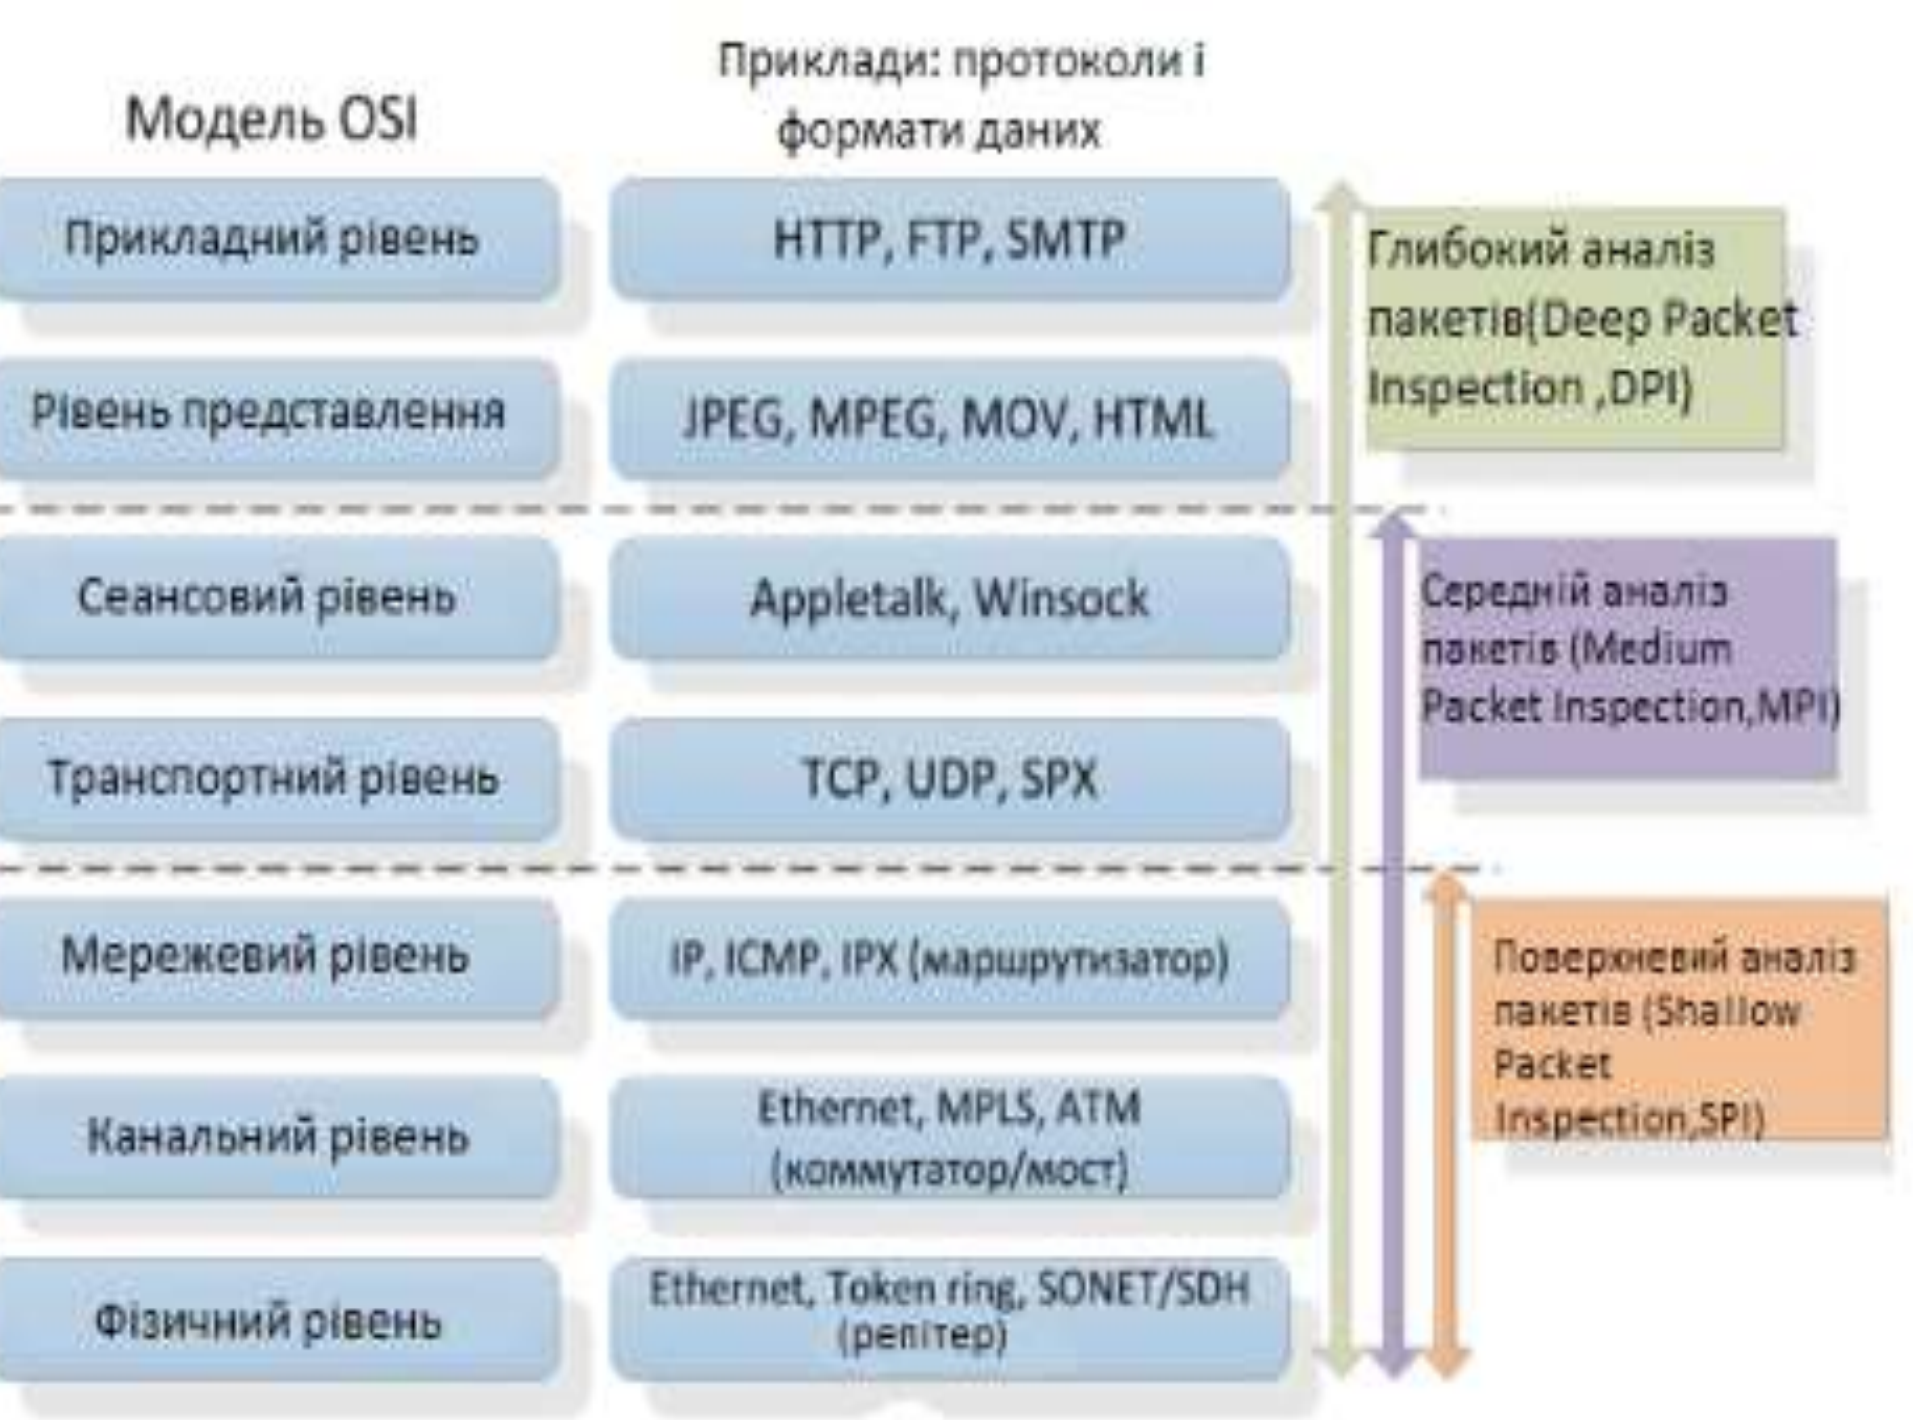 Модель OSI
Приклади: протоколи і
формати даних
Прикладний рівень
HTTP, FTP, SMTP
Глибокий аналіз
пакетів(Deep Packet
Inspection ,DPI)
Рівень представлення
JPEG, MPEG, MOV, HTML
Сеансовий рівень
Appletalk, Winsock
Середній аналіз
пакетів (Medium
Packet Inspection,MPI)
Транспортний рівень
TCP, UDP, SPX
Мережевий рівень
IP, ICMP, IPX (маршрутизатор)
Поверхневий аналіз
пакетів (Shallow
Packet
Inspection,SPI)
Канальний рівень
Ethernet, MPLS, ATM
(коммутатор/мост)
Фізичний рівень
Ethernet, Token ring, SONET/SDH
(репітер)